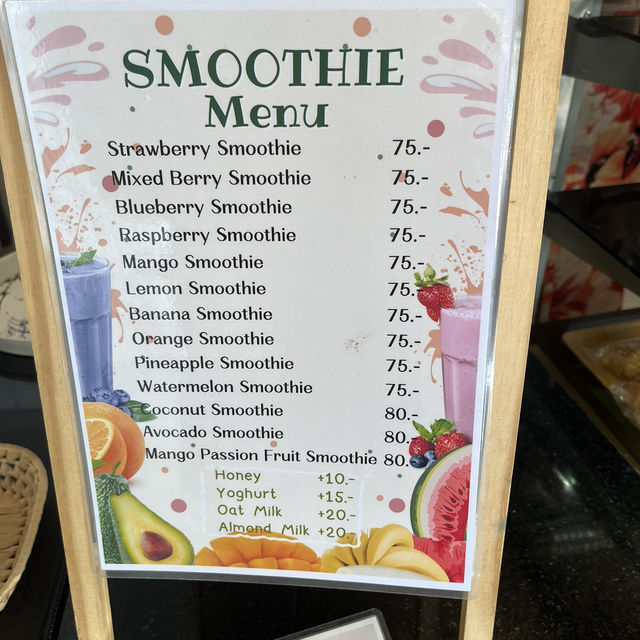 SMOOTHIE
Menu
Strawberry Smoothie 75.-
Mixed Berry Smoothie 75.-
Blueberry Smoothie 75.-
Raspberry Smoothie 75.-
Mango Smoothie 75.-
Lemon Smoothie 75.-
Banana Smoothie 75.-
Orange Smoothie 75.-
Pineapple Smoothie 75.-
Watermelon Smoothie 75.-
Coconut Smoothie 80.-
Avocado Smoothie 80.-
Mango Passion Fruit Smoothie 80.-
Honey +10.-
Yoghurt +15.-
Oat Milk +20.-
Almond Milk +20.-